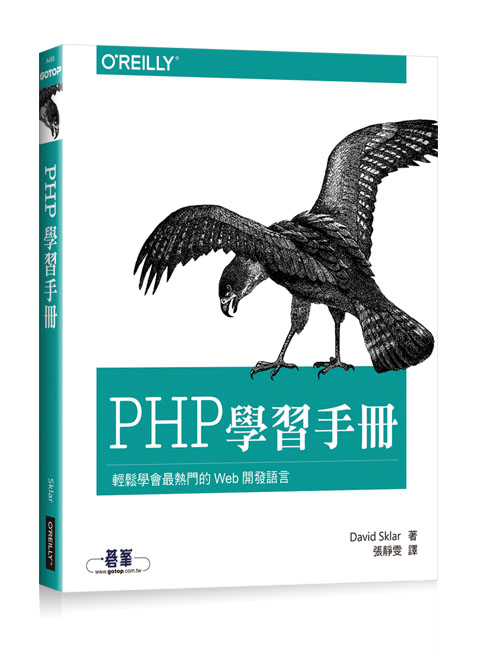 O'REILLY®
PHP學習手冊
輕鬆學會最熱門的 Web 開發語言
David Sklar 著
張靜雯 譯
碁峯
www.gotop.com.tw
GOTOP
PHP 學習手冊
Sklar
O'REILLY®